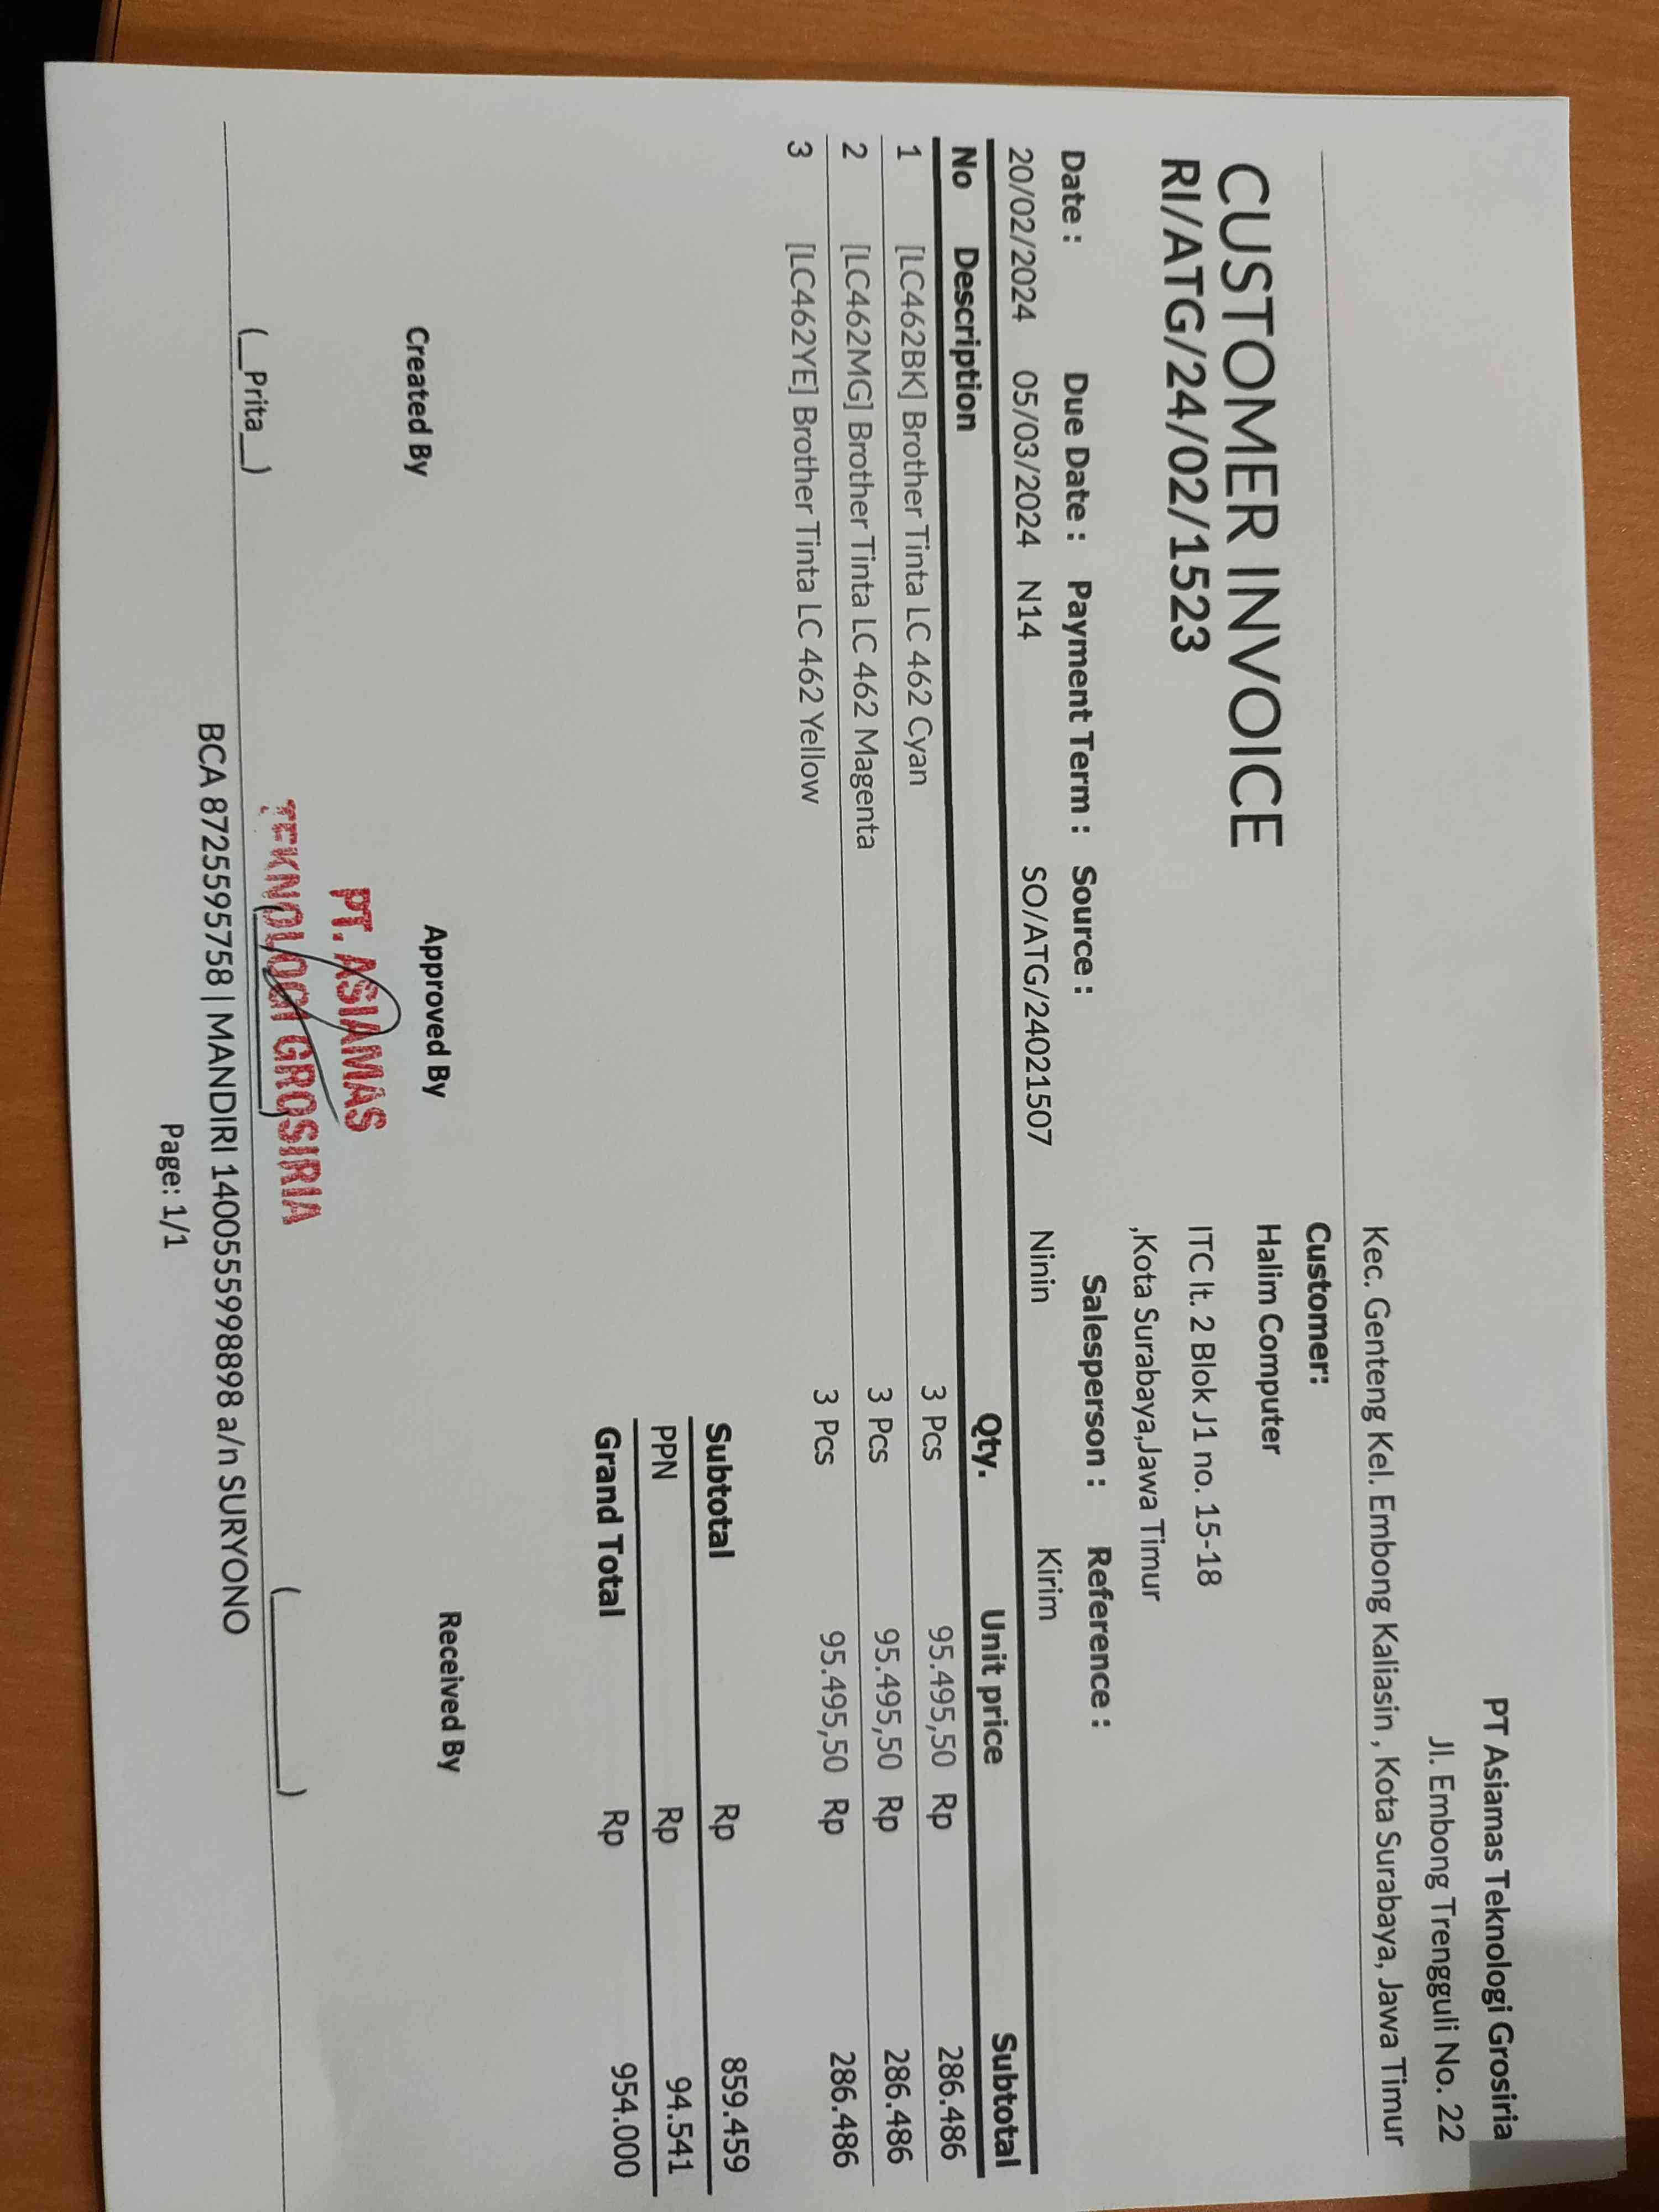 PT Asiamas Teknologi Grosiria
Jl. Embong Trengguli No. 22
Kec. Genteng Kel. Embong Kaliasin , Kota Surabaya, Jawa Timur
CUSTOMER INVOICE
RI/ATG/24/02/1523
Customer:
Halim Computer
ITC lt. 2 Blok J1 no. 15-18
,Kota Surabaya,Jawa Timur
Date : Due Date : Payment Term : Source : Salesperson : Reference :
20/02/2024 05/03/2024 N14 SO/ATG/24021507 Ninin Kirim
No Description Qty. Unit price Subtotal
1 [LC462BK] Brother Tinta LC 462 Cyan 3 Pcs 95.495,50 Rp 286.486
2 [LC462MG] Brother Tinta LC 462 Magenta 3 Pcs 95.495,50 Rp 286.486
3 [LC462YE] Brother Tinta LC 462 Yellow 3 Pcs 95.495,50 Rp 286.486
Subtotal Rp 859.459
PPN Rp 94.541
Grand Total Rp 954.000
Created By Approved By Received By
PT. ASIAMAS
TEKNOLOGI GROSIRIA
(__Prita__) (__________) (__________)
BCA 8725595758 | MANDIRI 1400555998898 a/n SURYONO
Page: 1/1